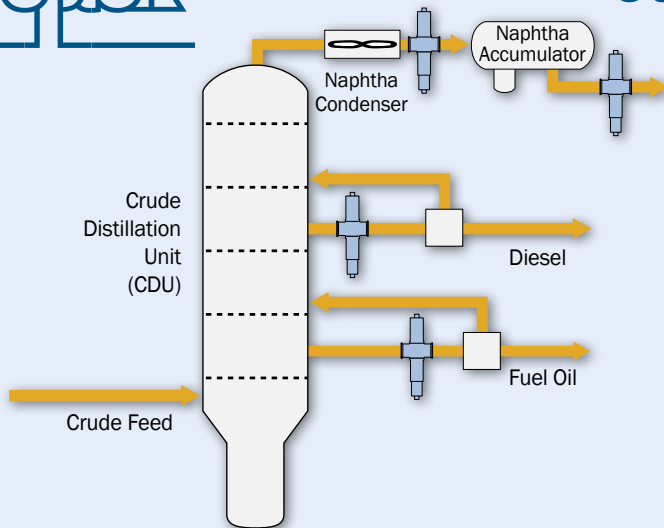 Naphtha
Accumulator
Naphtha
Condenser
Crude
Distillation
Unit
(CDU)
Diesel
Fuel Oil
Crude Feed